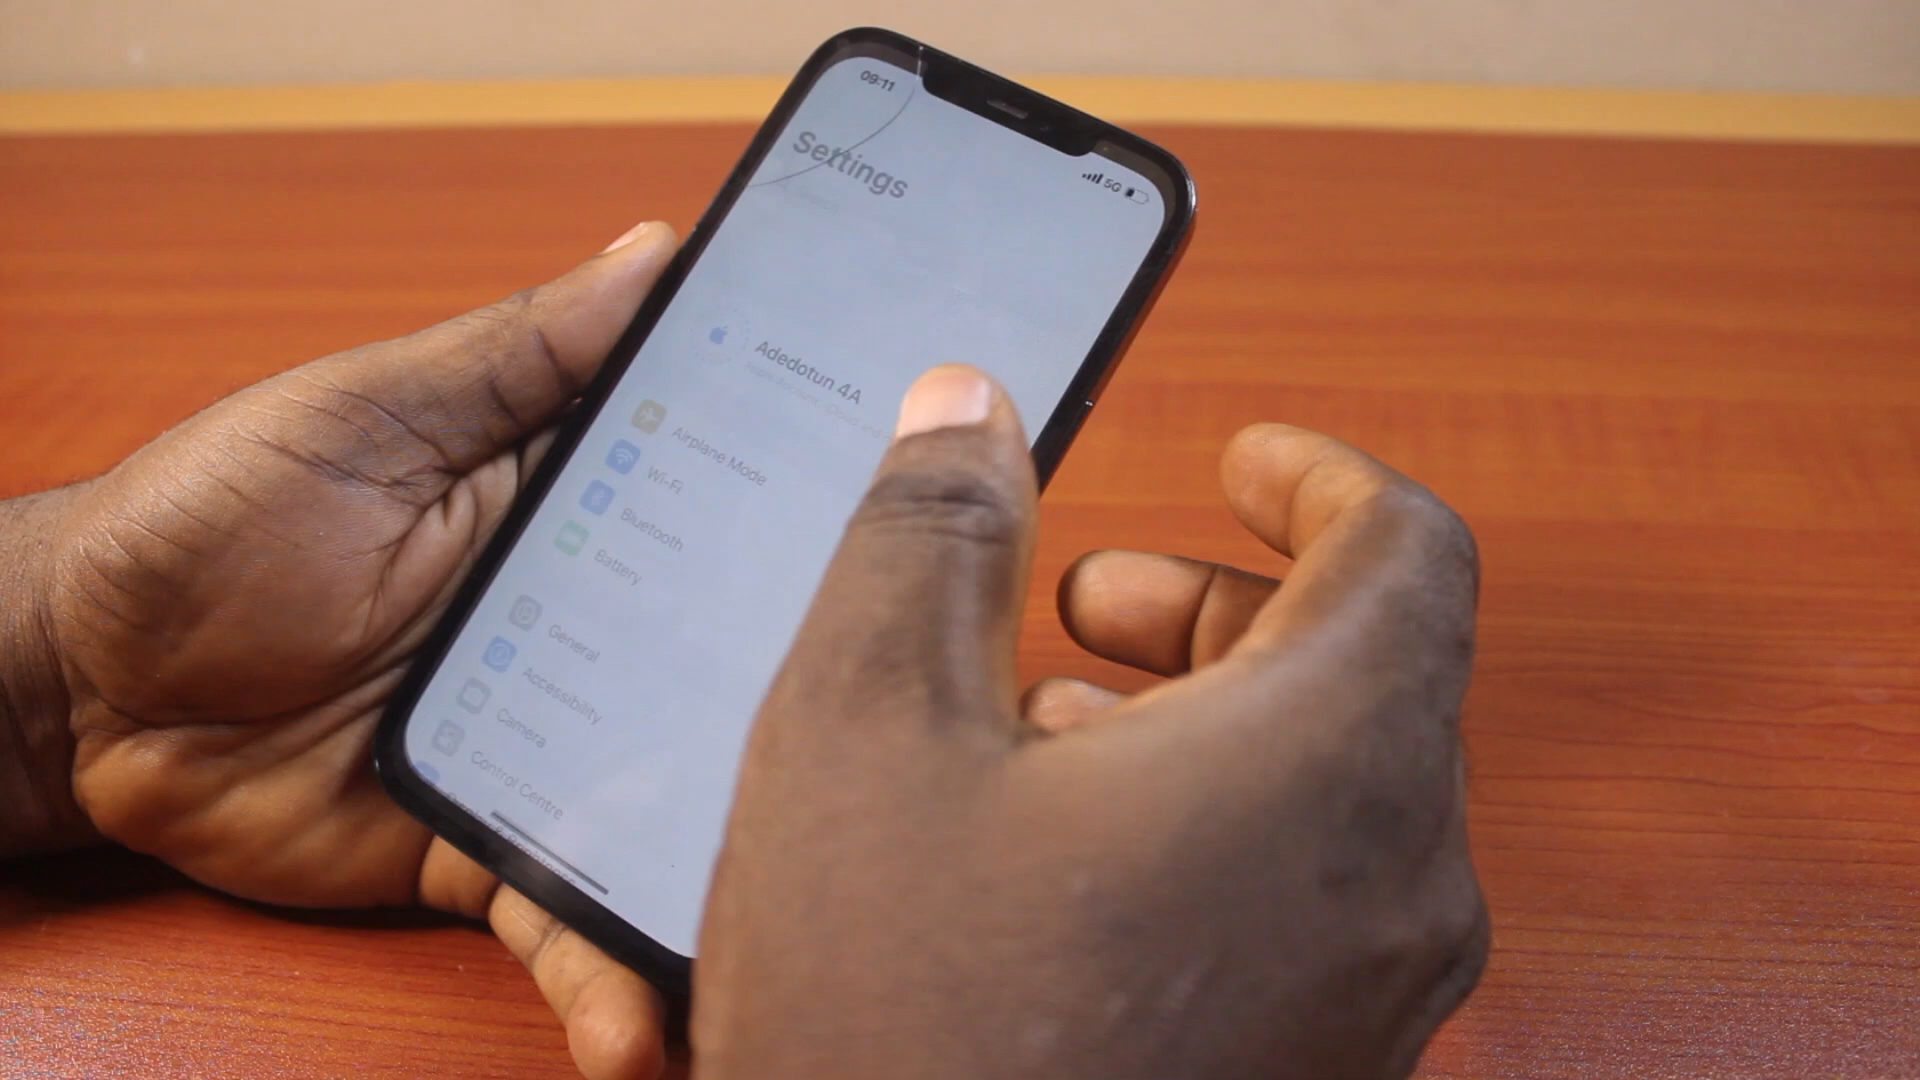 09:11
5G
Settings
Adedotun 4A
Airplane Mode
Wi-Fi
Bluetooth
Battery
General
Accessibility
Camera
Control Centre